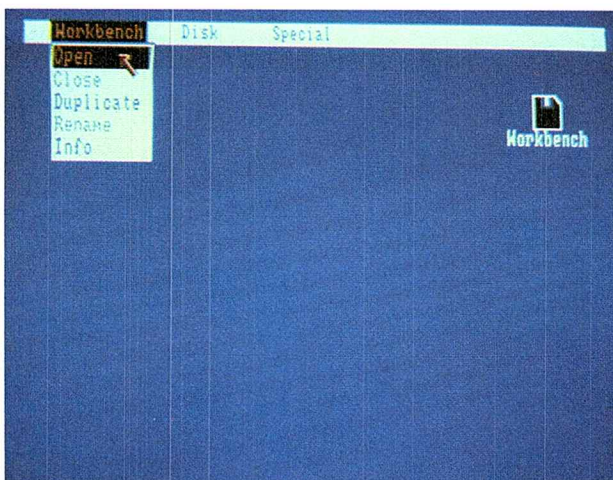 Workbench Disk Special
Open
Close
Duplicate
Rename
Info
Workbench